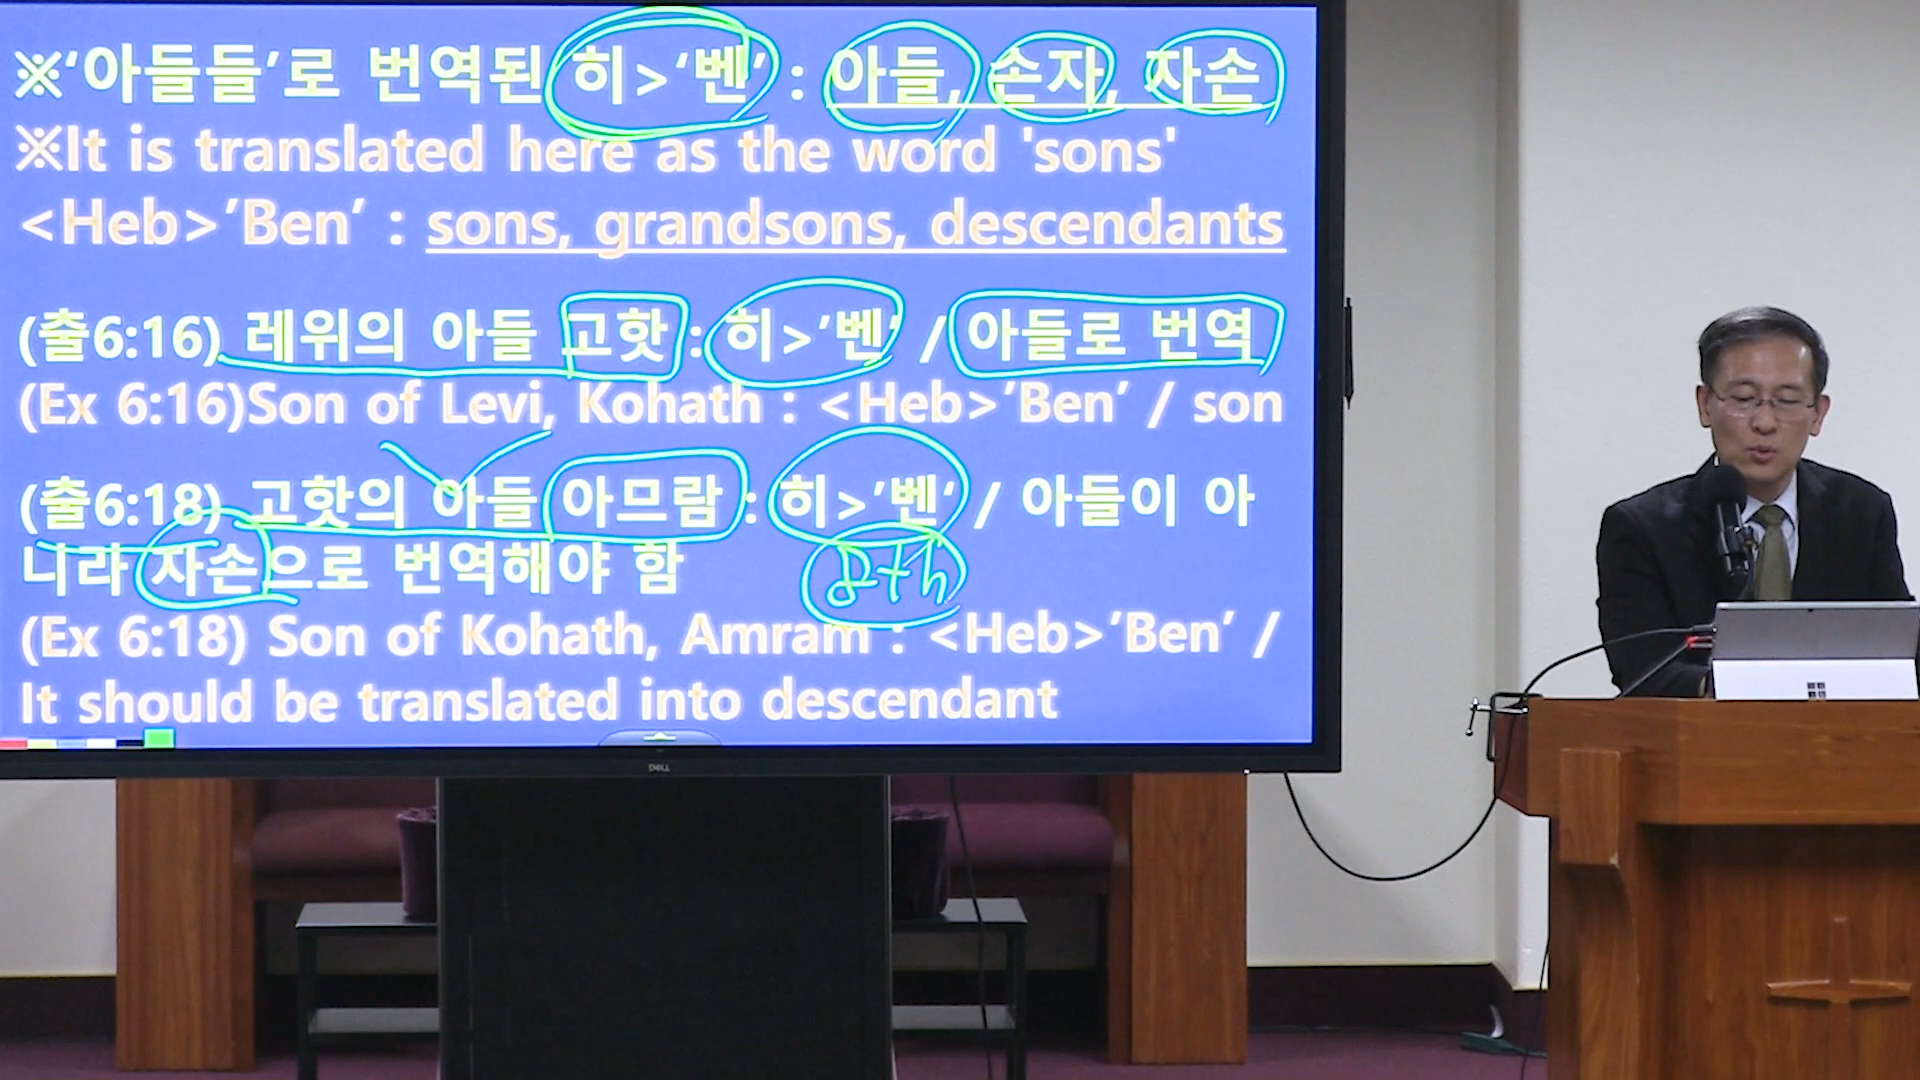 ※‘아들들’로 번역된 히>‘벤’ : 아들, 손자, 자손
※It is translated here as the word 'sons'
<Heb>’Ben’ : sons, grandsons, descendants
(출6:16) 레위의 아들 고핫 : 히>’벤‘ / 아들로 번역
(Ex 6:16)Son of Levi, Kohath : <Heb>’Ben’ / son
(출6:18) 고핫의 아들 아므람 : 히>’벤‘ / 아들이 아
니라 자손으로 번역해야 함
(Ex 6:18) Son of Kohath, Amram : <Heb>’Ben’ /
It should be translated into descendant
DELL